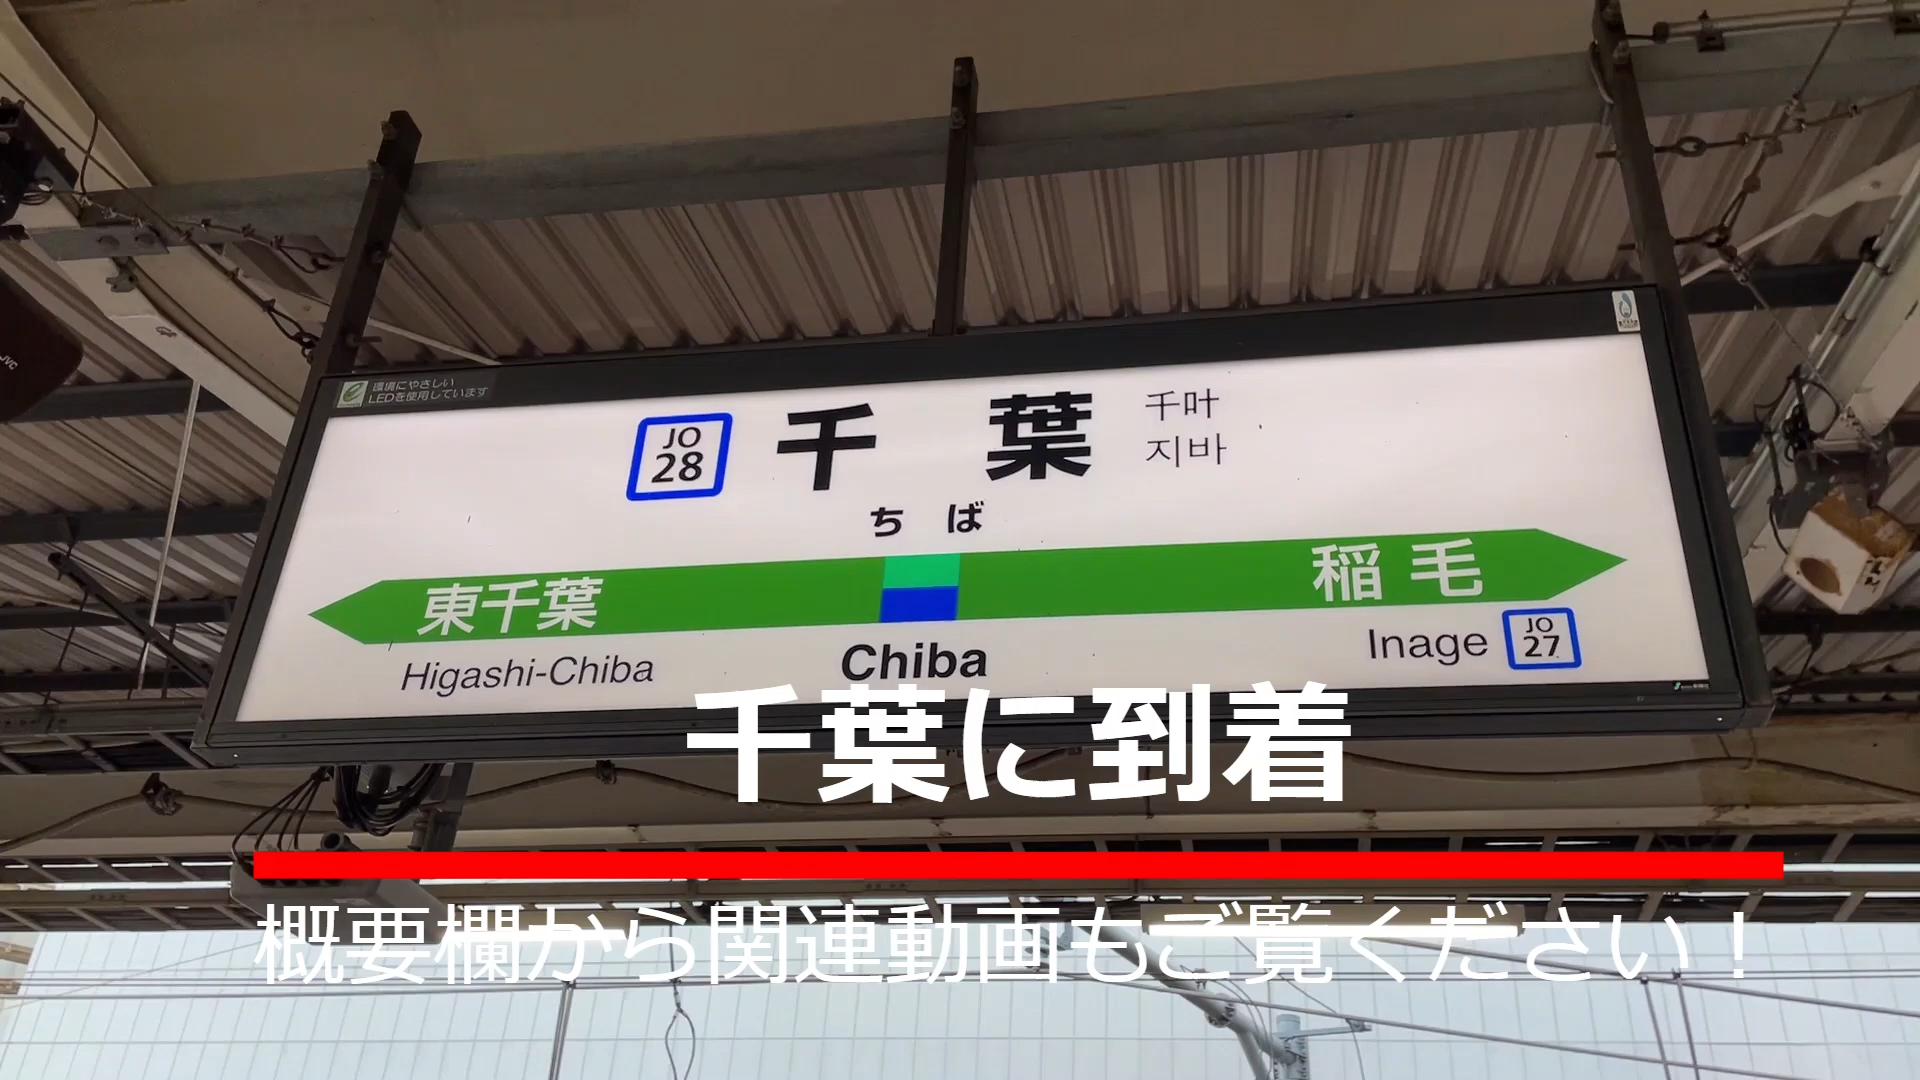 環境にやさしい
LEDを使用しています
JO
28
千葉
千叶
지바
ちば
東千葉
稲毛
Higashi-Chiba
Chiba
Inage
JO
27
千葉に到着
概要欄から関連動画もご覧ください！
JVC